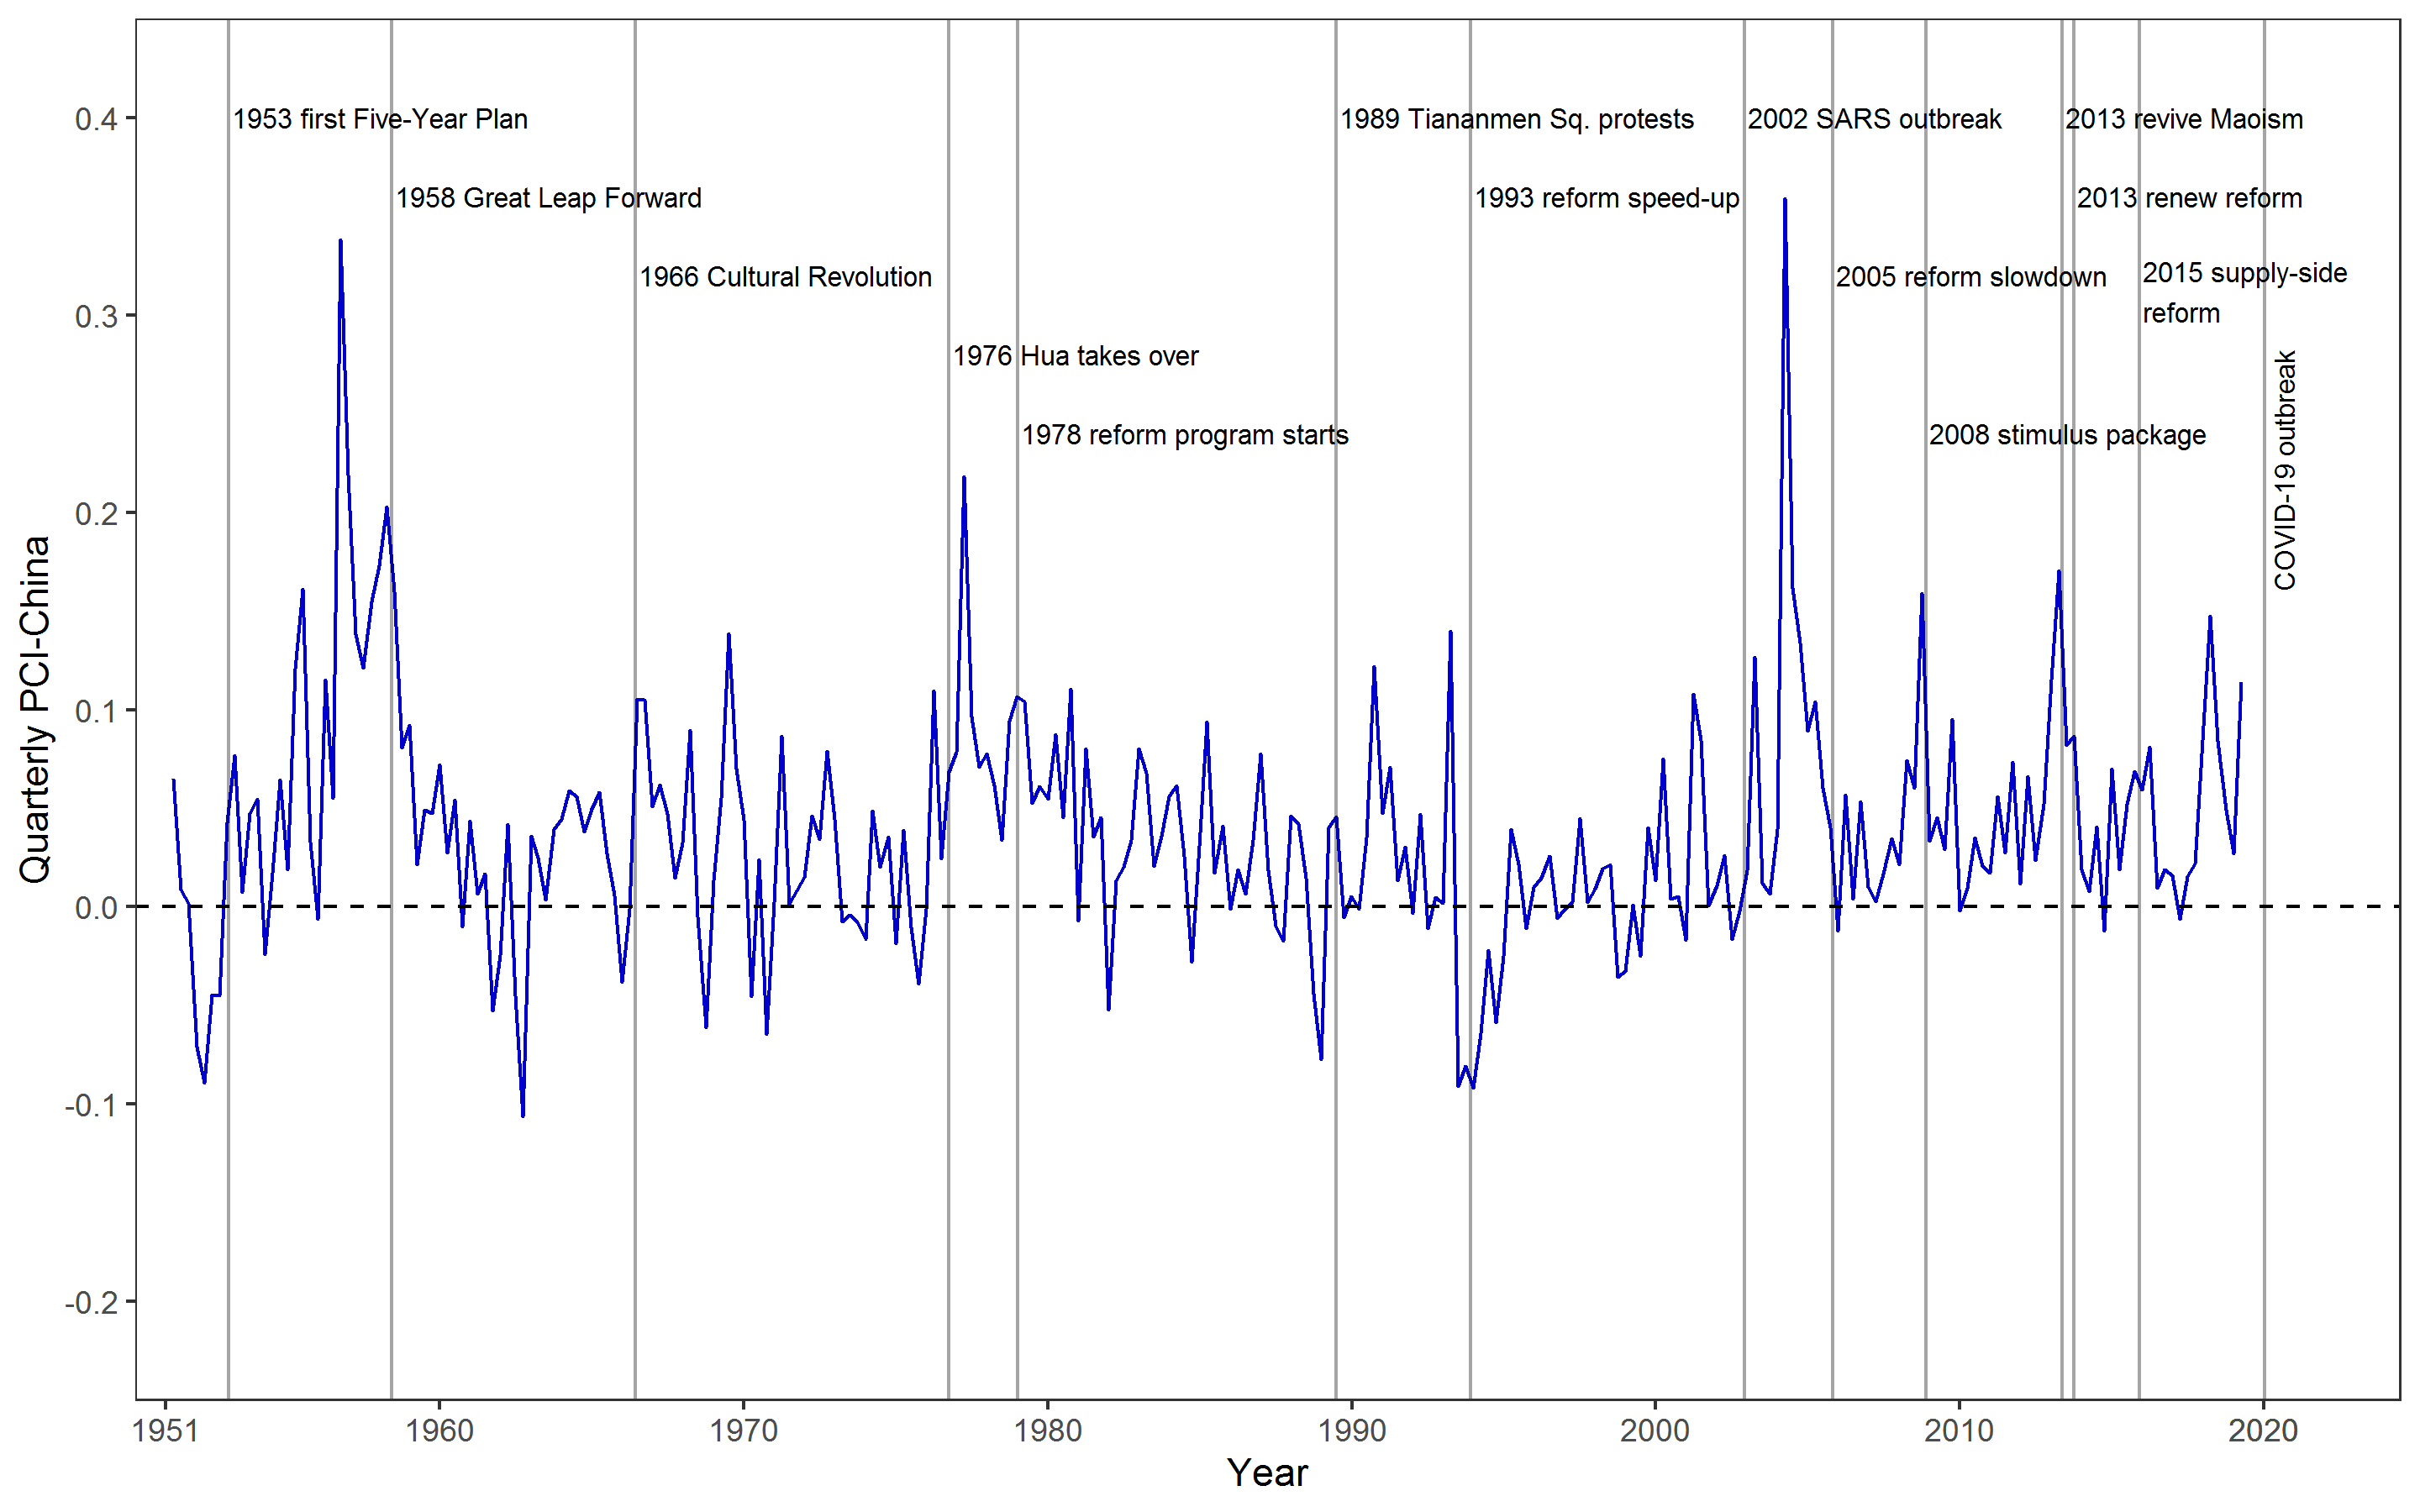 0.4
0.3
0.2
0.1
0.0
-0.1
-0.2
Quarterly PCI-China
1953 first Five-Year Plan
1958 Great Leap Forward
1966 Cultural Revolution
1976 Hua takes over
1978 reform program starts
1989 Tiananmen Sq. protests
1993 reform speed-up
2002 SARS outbreak
2005 reform slowdown
2008 stimulus package
2013 revive Maoism
2013 renew reform
2015 supply-side
reform
COVID-19 outbreak
1951 1960 1970 1980 1990 2000 2010 2020
Year